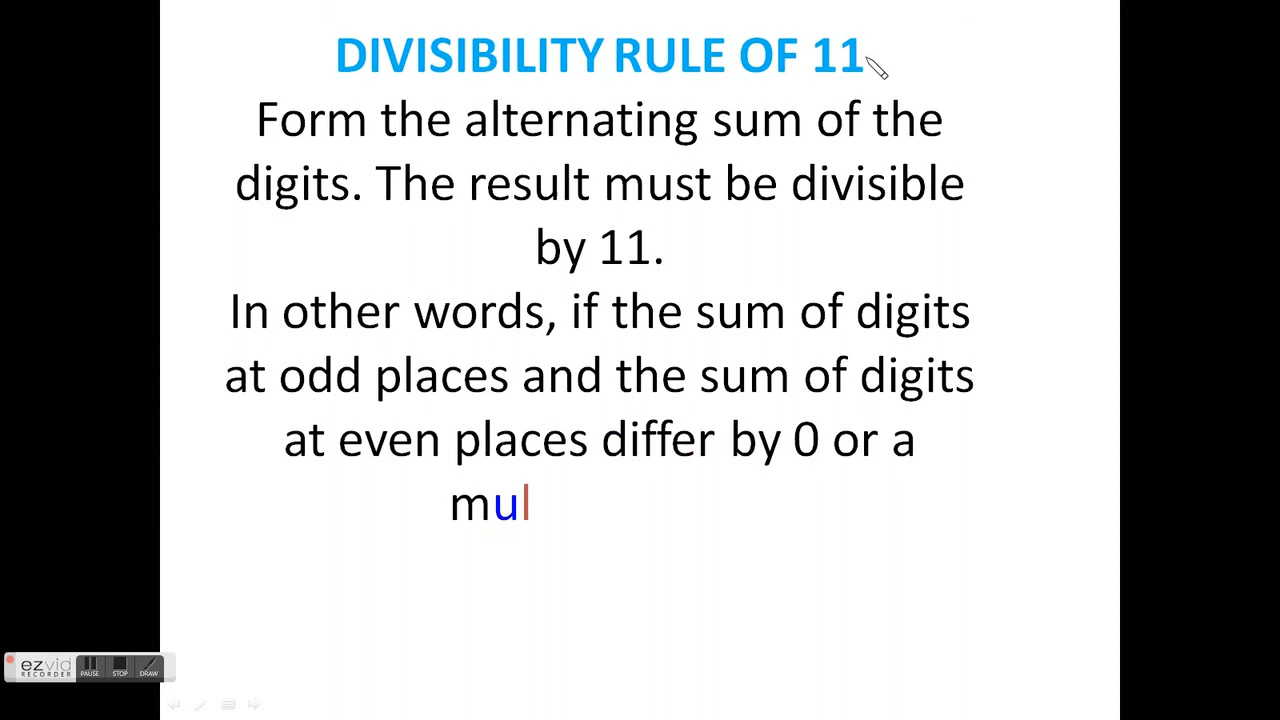 DIVISIBILITY RULE OF 11
Form the alternating sum of the
digits. The result must be divisible
by 11.
In other words, if the sum of digits
at odd places and the sum of digits
at even places differ by 0 or a
mul
ezvid
RECORDER
PAUSE
STOP
DRAW